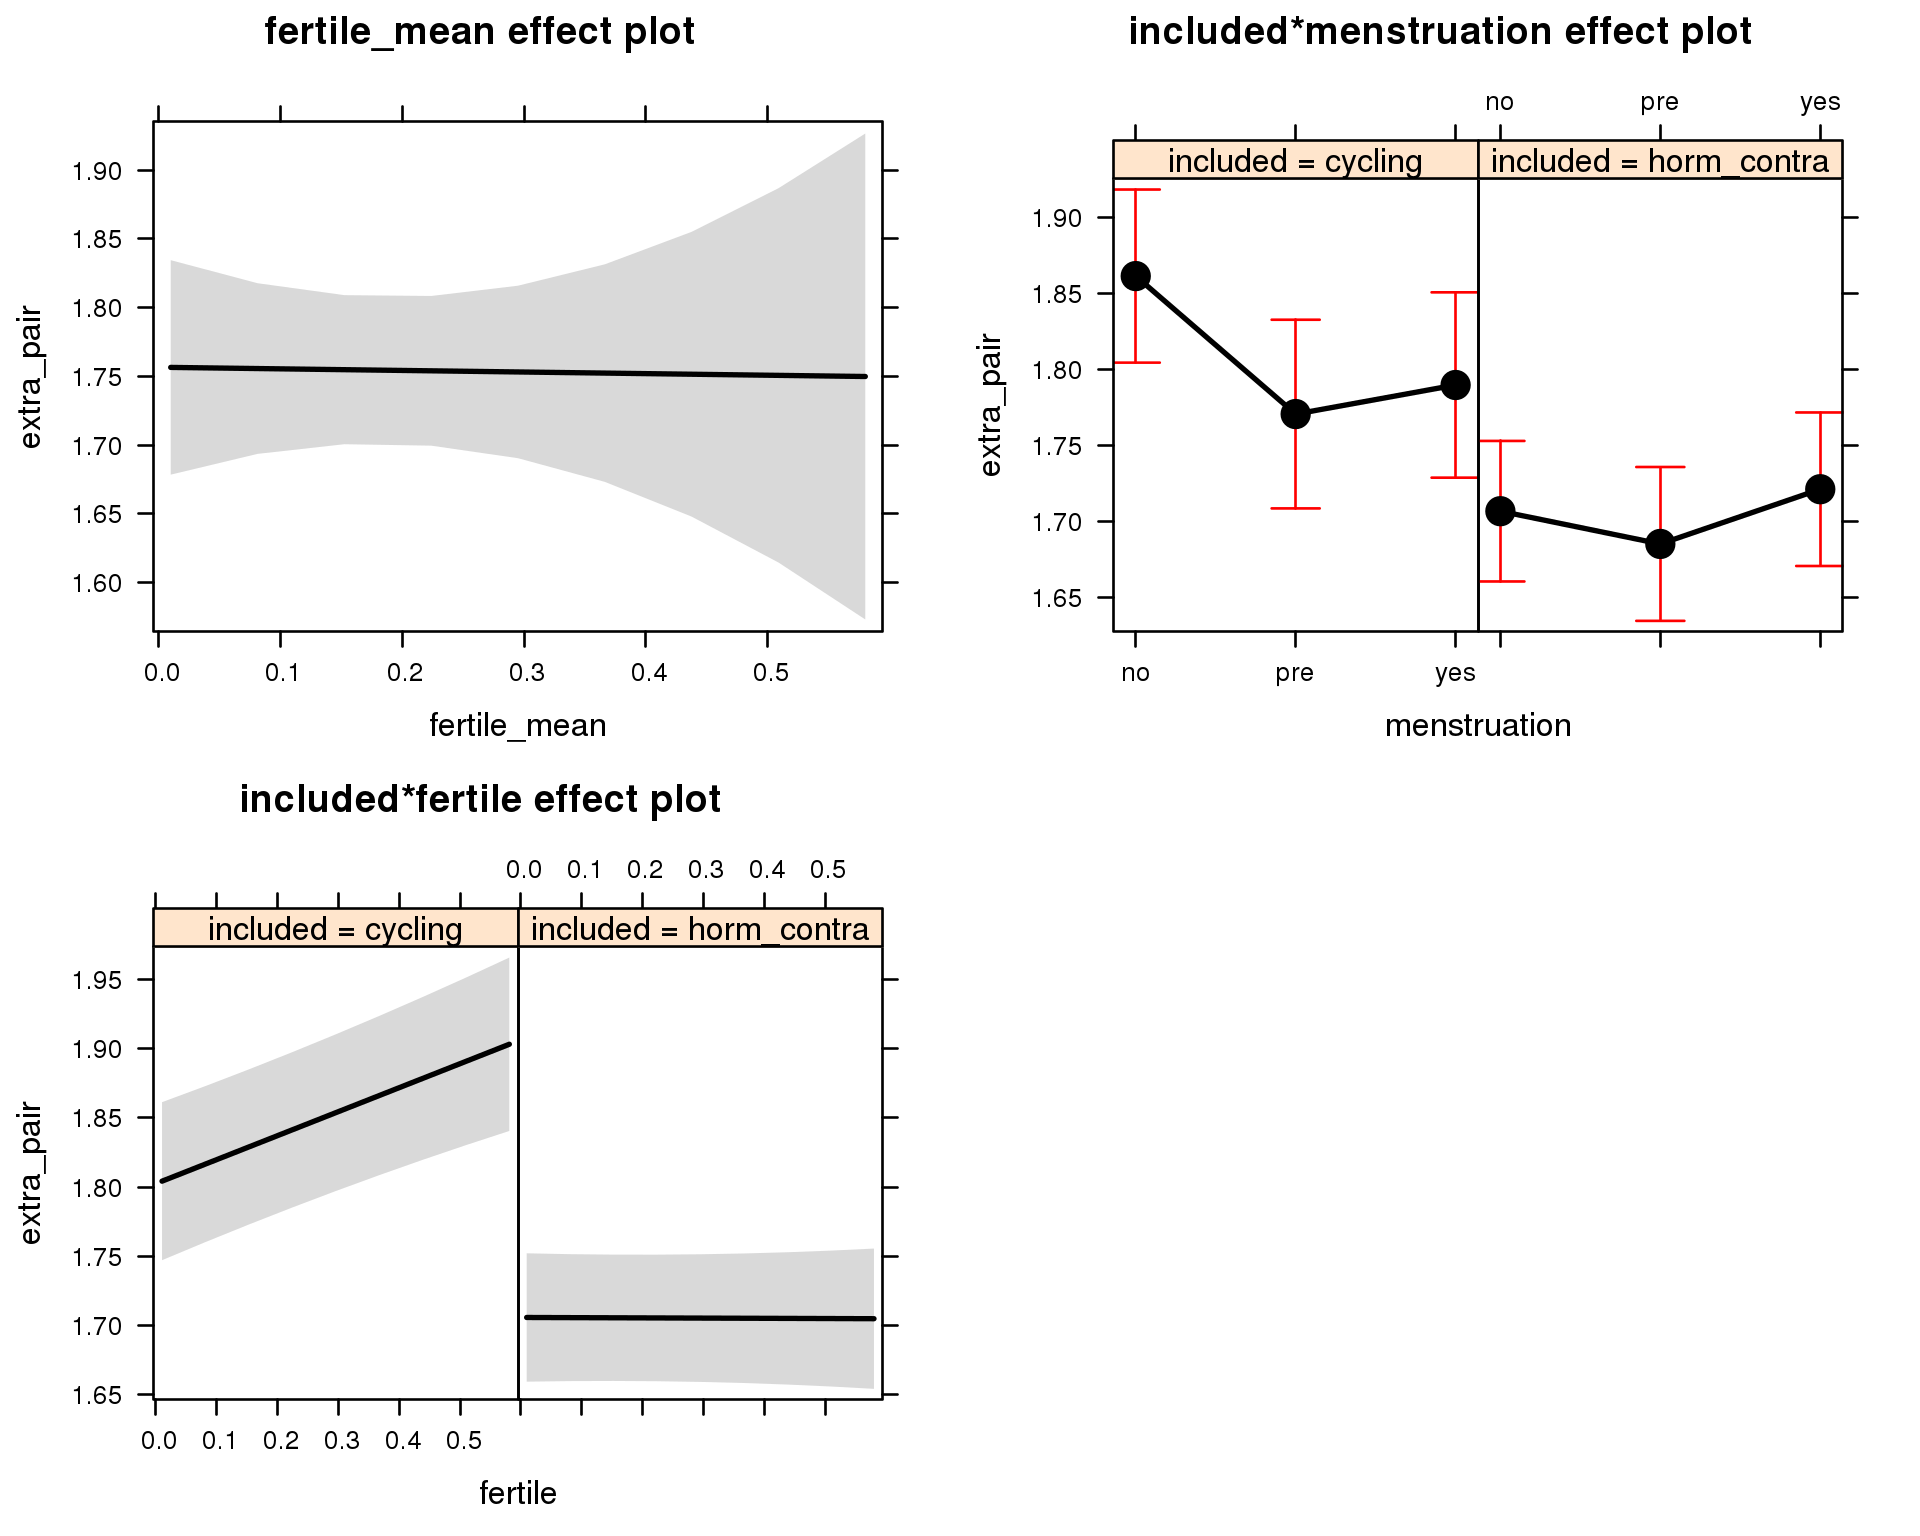 fertile_mean effect plot
extra_pair
1.90
1.85
1.80
1.75
1.70
1.65
1.60
0.0 0.1 0.2 0.3 0.4 0.5
fertile_mean
included*menstruation effect plot
no pre yes
included = cycling included = horm_contra
extra_pair
1.90
1.85
1.80
1.75
1.70
1.65
no pre yes
menstruation
included*fertile effect plot
0.0 0.1 0.2 0.3 0.4 0.5
included = cycling included = horm_contra
extra_pair
1.95
1.90
1.85
1.80
1.75
1.70
1.65
0.0 0.1 0.2 0.3 0.4 0.5
fertile